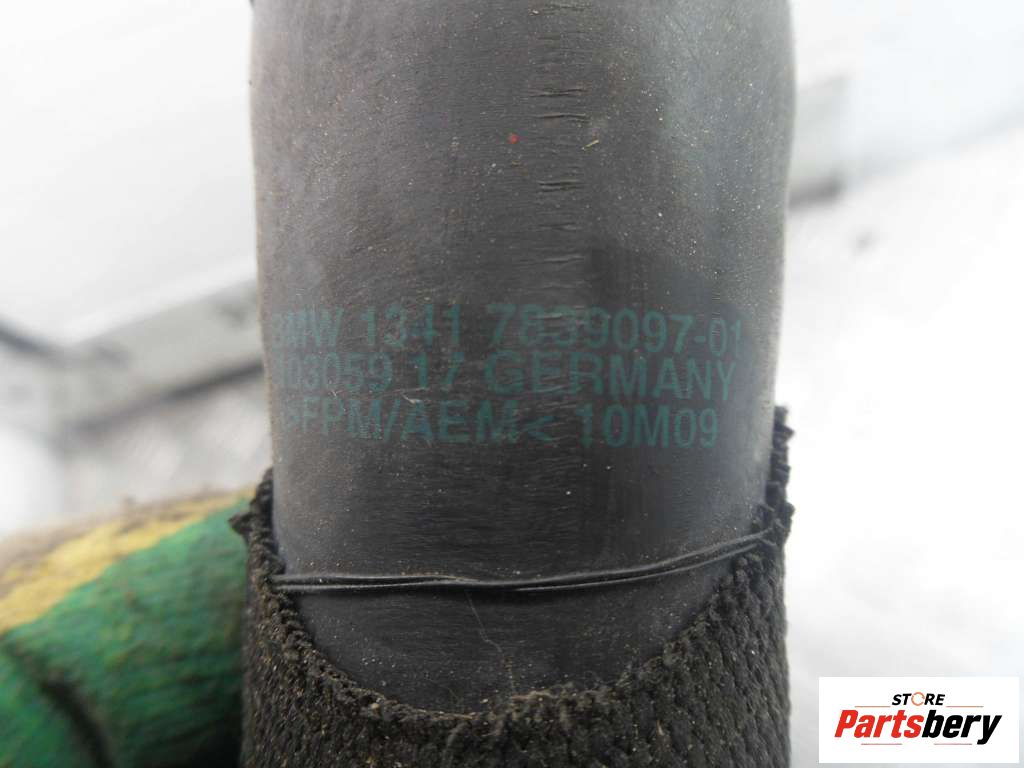 BMW 1341 7839097-01
103059 17 GERMANY
>FPM/AEM< 10M09
STORE
Partsbery